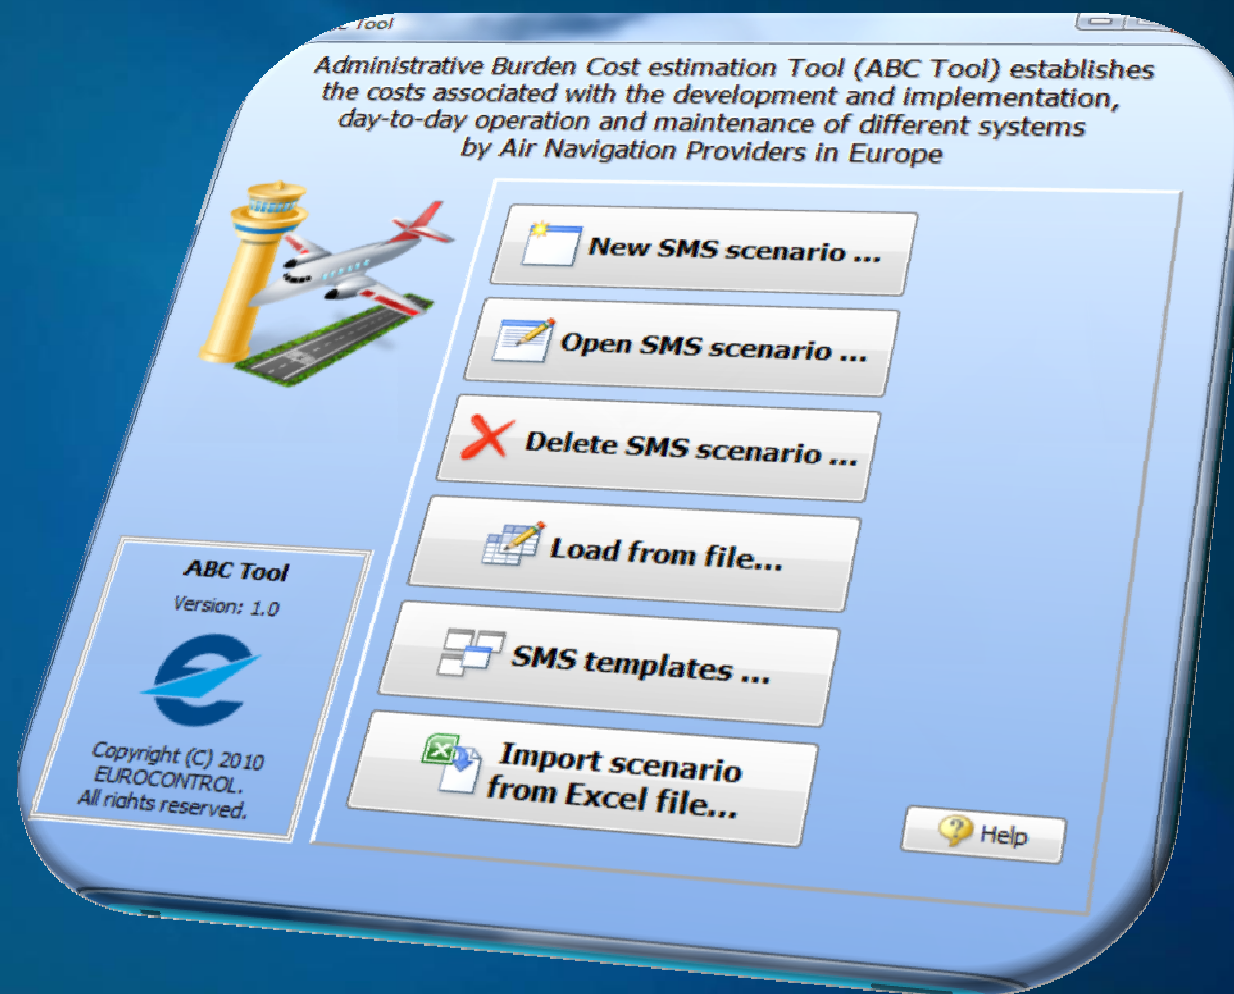 Tool
Administrative Burden Cost estimation Tool (ABC Tool) establishes
the costs associated with the development and implementation,
day-to-day operation and maintenance of different systems
by Air Navigation Providers in Europe
New SMS scenario ...
Open SMS scenario ...
Delete SMS scenario ...
Load from file...
SMS templates ...
Import scenario
from Excel file...
Help
ABC Tool
Version: 1.0
Copyright (C) 2010
EUROCONTROL.
All rights reserved.